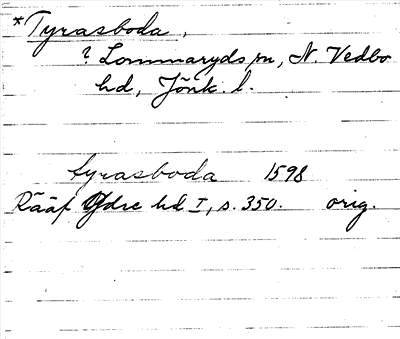 *Tyrasboda,
? Lommaryds sn, N. Vedbo
hd, Jönk. l.
tyrasboda 1598
Rääf Ydre hd I, s. 350. orig.